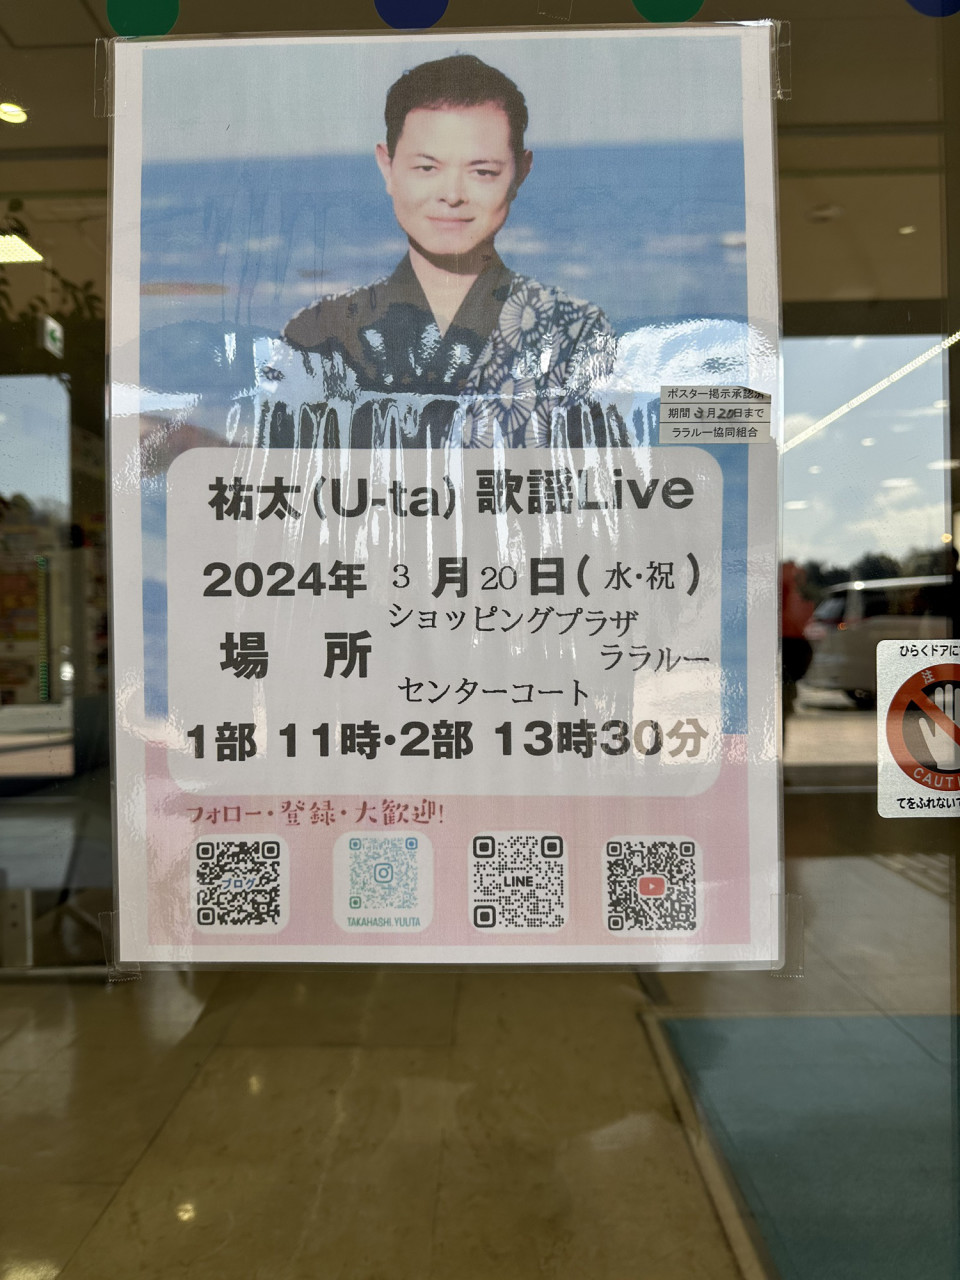 ポスター掲示承認済
期間 3月20日まで
ララルー協同組合
祐太(U-ta) 歌謡Live
2024年 3 月 20 日( 水・祝 )
場 所 ショッピングプラザ
ララルー
センターコート
1部 11時・2部 13時30分
フォロー・登録・大歓迎!
ブログ
TAKAHASHI.YUUTA
LINE
ひらくドアに
注
CAUT
てをふれないで